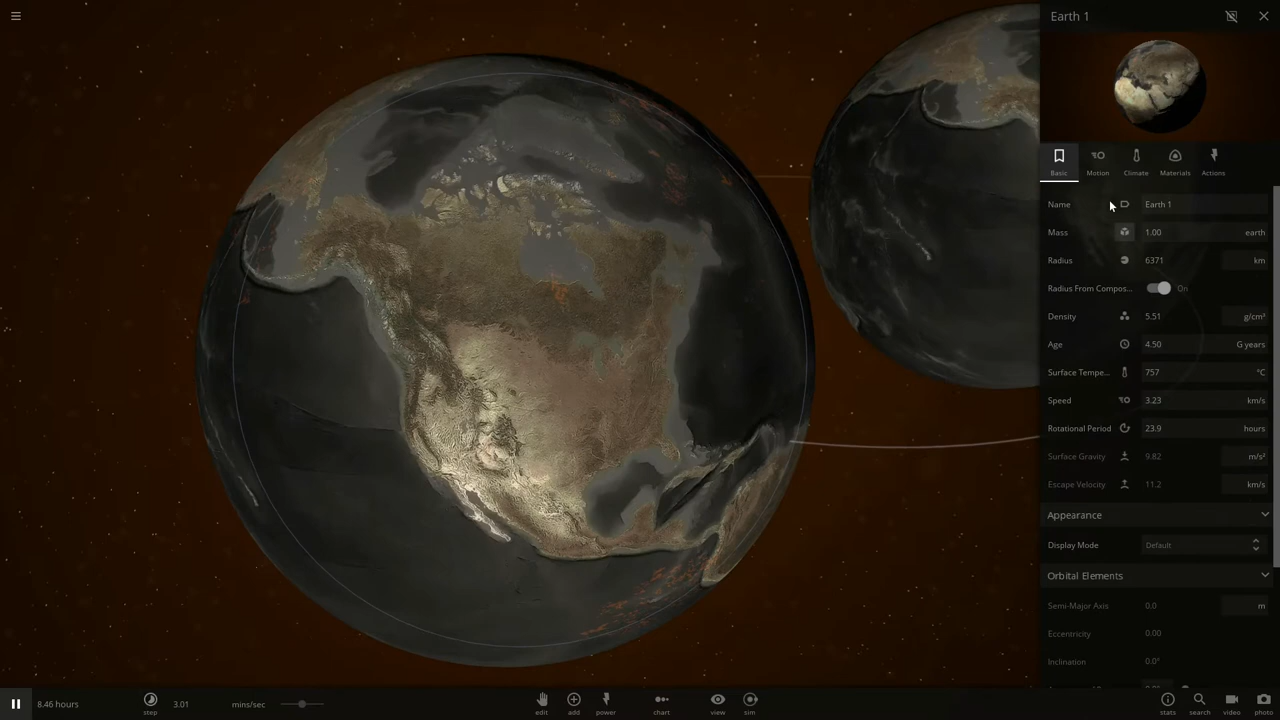 Earth 1
Basic Motion Climate Materials Actions
Name Earth 1
Mass 1.00 earth
Radius 6371 km
Radius From Compos... On
Density 5.51 g/cm³
Age 4.50 G years
Surface Tempe... 757 °C
Speed 3.23 km/s
Rotational Period 23.9 hours
Surface Gravity 9.82 m/s²
Escape Velocity 11.2 km/s
Appearance
Display Mode Default
Orbital Elements
Semi-Major Axis 0.0 m
Eccentricity 0.00
Inclination 0.0°
8.46 hours step 3.01 mins/sec edit add power chart view sim stats search video photo